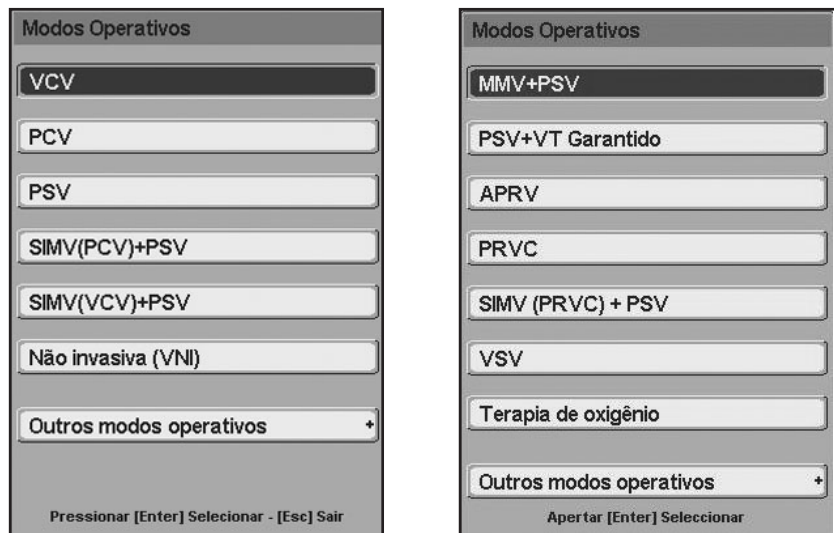 Modos Operativos
VCV
PCV
PSV
SIMV(PCV)+PSV
SIMV(VCV)+PSV
Não invasiva (VNI)
Outros modos operativos +
Pressionar [Enter] Selecionar - [Esc] Sair
Modos Operativos
MMV+PSV
PSV+VT Garantido
APRV
PRVC
SIMV (PRVC) + PSV
VSV
Terapia de oxigênio
Outros modos operativos +
Apertar [Enter] Seleccionar